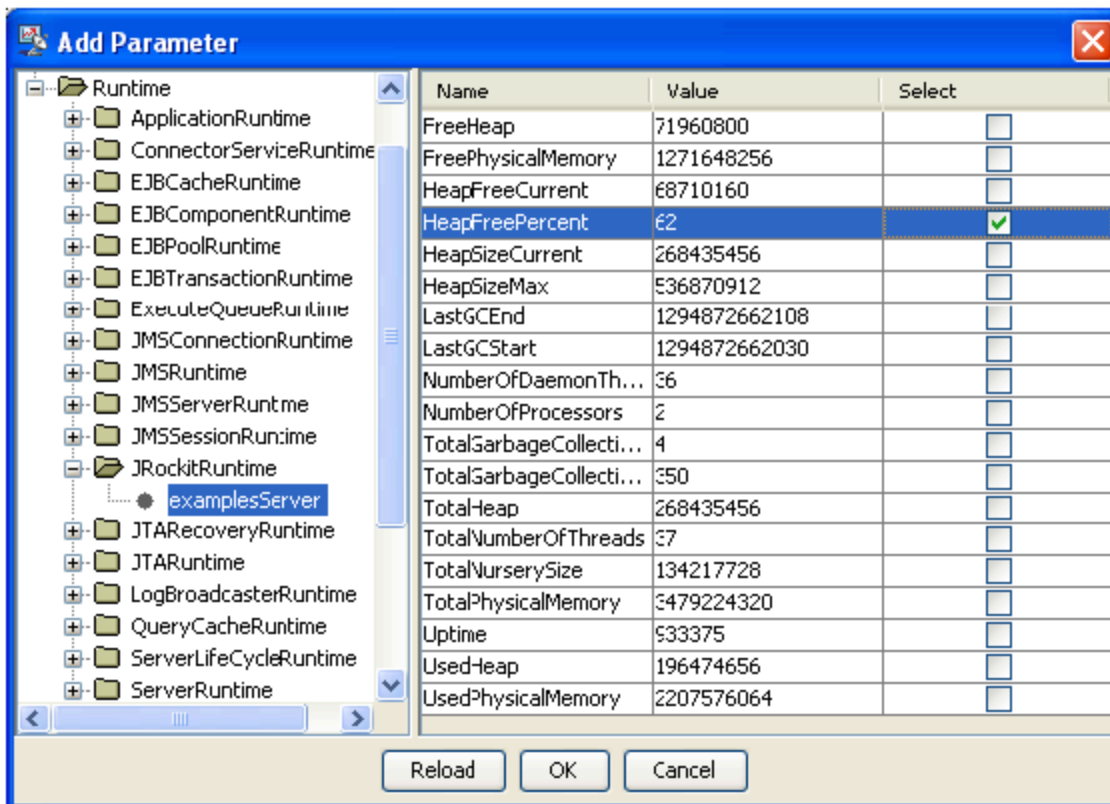 Add Parameter
Runtime
ApplicationRuntime
ConnectorServiceRuntime
EJBCacheRuntime
EJBComponentRuntime
EJBPoolRuntime
EJBTransactionRuntime
ExecuteQueueRuntime
JMSConnectionRuntime
JMSRuntime
JMSServerRuntime
JMSSessionRuntime
JRockitRuntime
examplesServer
JTARecoveryRuntime
JTARuntime
LogBroadcasterRuntime
QueryCacheRuntime
ServerLifeCycleRuntime
ServerRuntime
Name Value Select
FreeHeap 71960800
FreePhysicalMemory 1271648256
HeapFreeCurrent 68710160
HeapFreePercent 62
HeapSizeCurrent 268435456
HeapSizeMax 536870912
LastGCEnd 1294872662108
LastGCStart 1294872662030
NumberOfDaemonTh... 36
NumberOfProcessors 2
TotalGarbageCollecti... 4
TotalGarbageCollecti... 350
TotalHeap 268435456
TotalNumberOfThreads 37
TotalNurserySize 134217728
TotalPhysicalMemory 3479224320
Uptime 933375
UsedHeap 196474656
UsedPhysicalMemory 2207576064
Reload OK Cancel